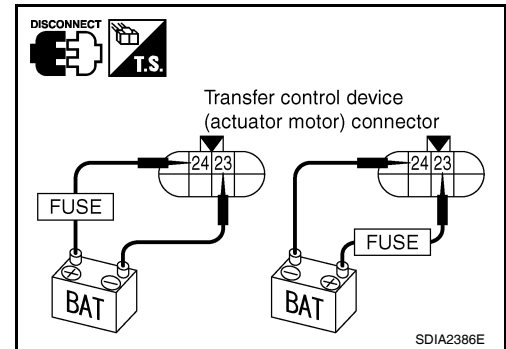 DISCONNECT
T.S.
Transfer control device
(actuator motor) connector
24 23
24 23
FUSE
FUSE
+ −
− +
BAT
BAT
SDIA2386E